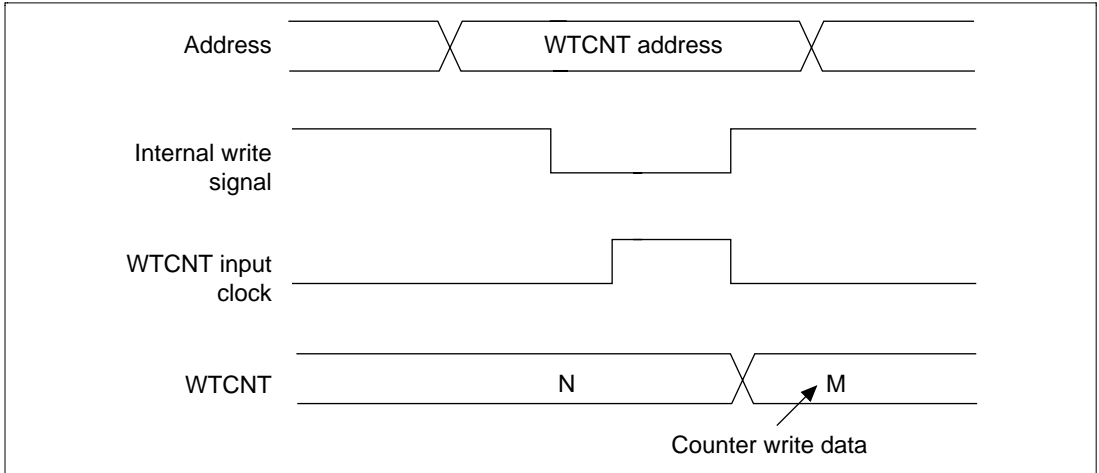 Address
WTCNT address
Internal write
signal
WTCNT input
clock
WTCNT
N
M
Counter write data